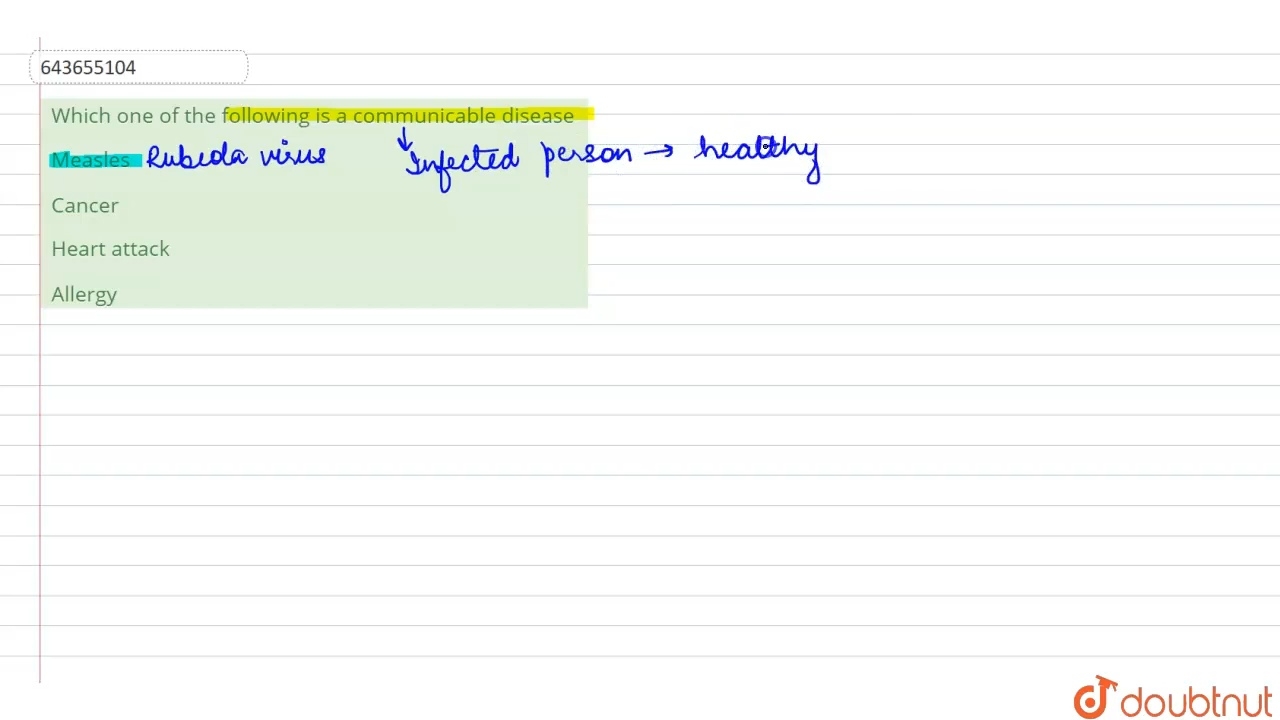 643655104
Which one of the following is a communicable disease
Measles Rubeola virus Infected person → healthy
Cancer
Heart attack
Allergy
doubtnut